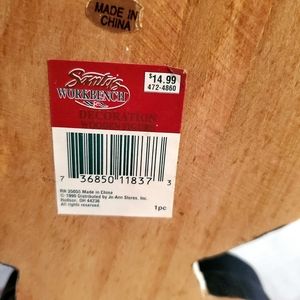 MADE IN
CHINA
Santa's
WORKBENCH
$14.99
472-4860
DECORATION
7 36850 11837 3
Made in China
© 1999 Distributed by Jo-Ann Stores, Inc.
Hudson, OH 44236
All rights reserved.
1pc